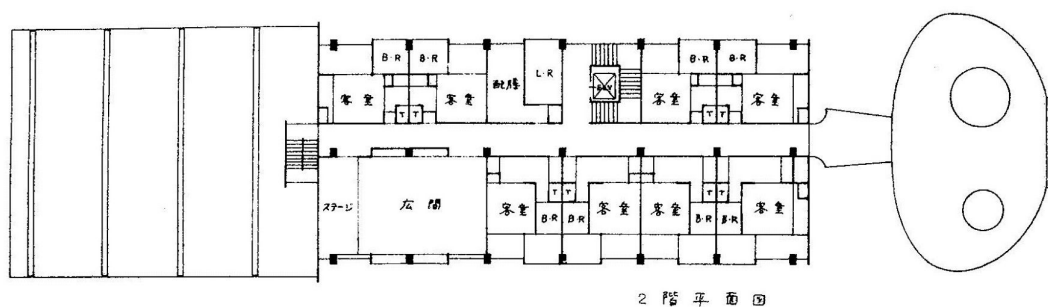 B·R B·R L·R B·R B·R
客室 客室 配膳 ELV 客室 客室
T T T T
T T T T
ステージ 広間 客室 客室 客室 客室
B·R B·R B·R B·R
2階平面図